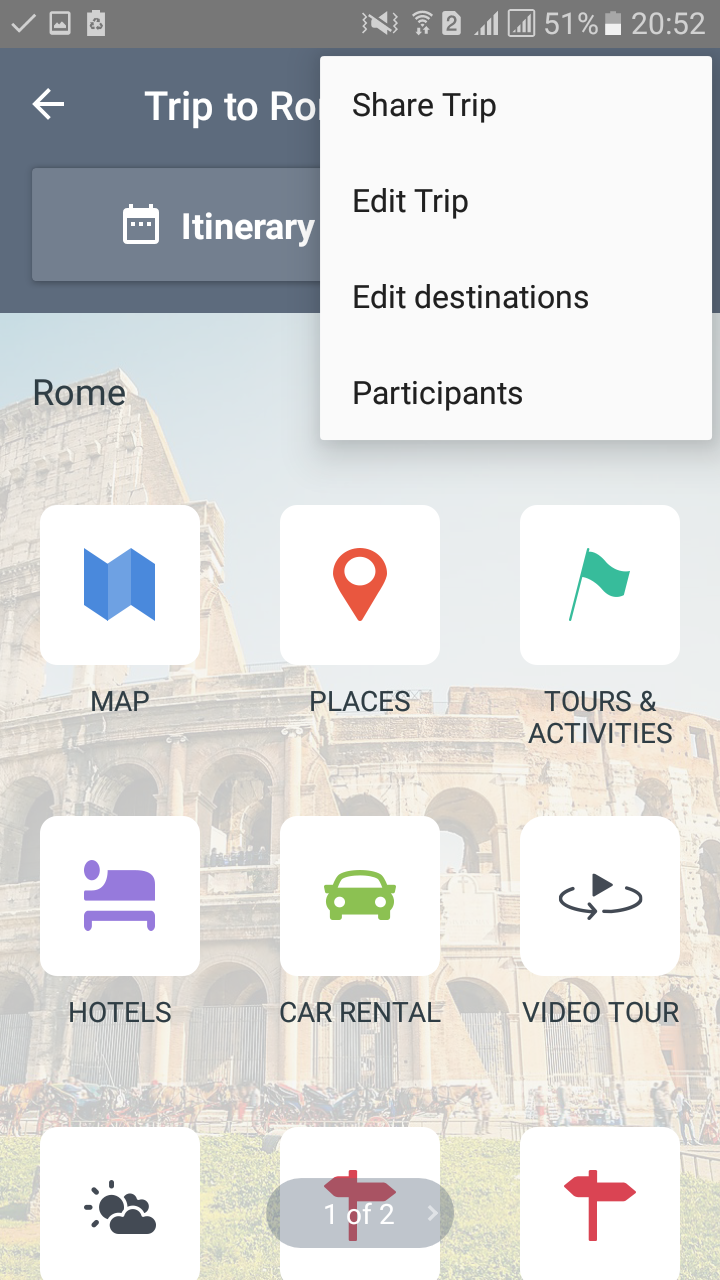 2 51% 20:52
Trip to Ro
Share Trip
Edit Trip
Itinerary
Edit destinations
Rome
Participants
MAP
PLACES
TOURS &
ACTIVITIES
HOTELS
CAR RENTAL
VIDEO TOUR
1 of 2